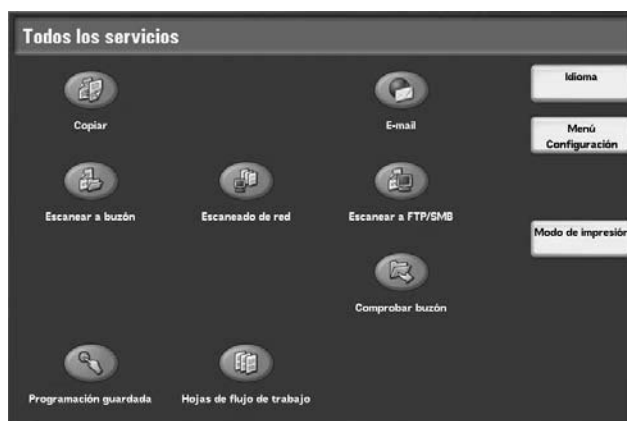 Todos los servicios
Copiar
E-mail
Idioma
Menú
Configuración
Escanear a buzón
Escaneado de red
Escanear a FTP/SMB
Modo de impresión
Comprobar buzón
Programación guardada
Hojas de flujo de trabajo